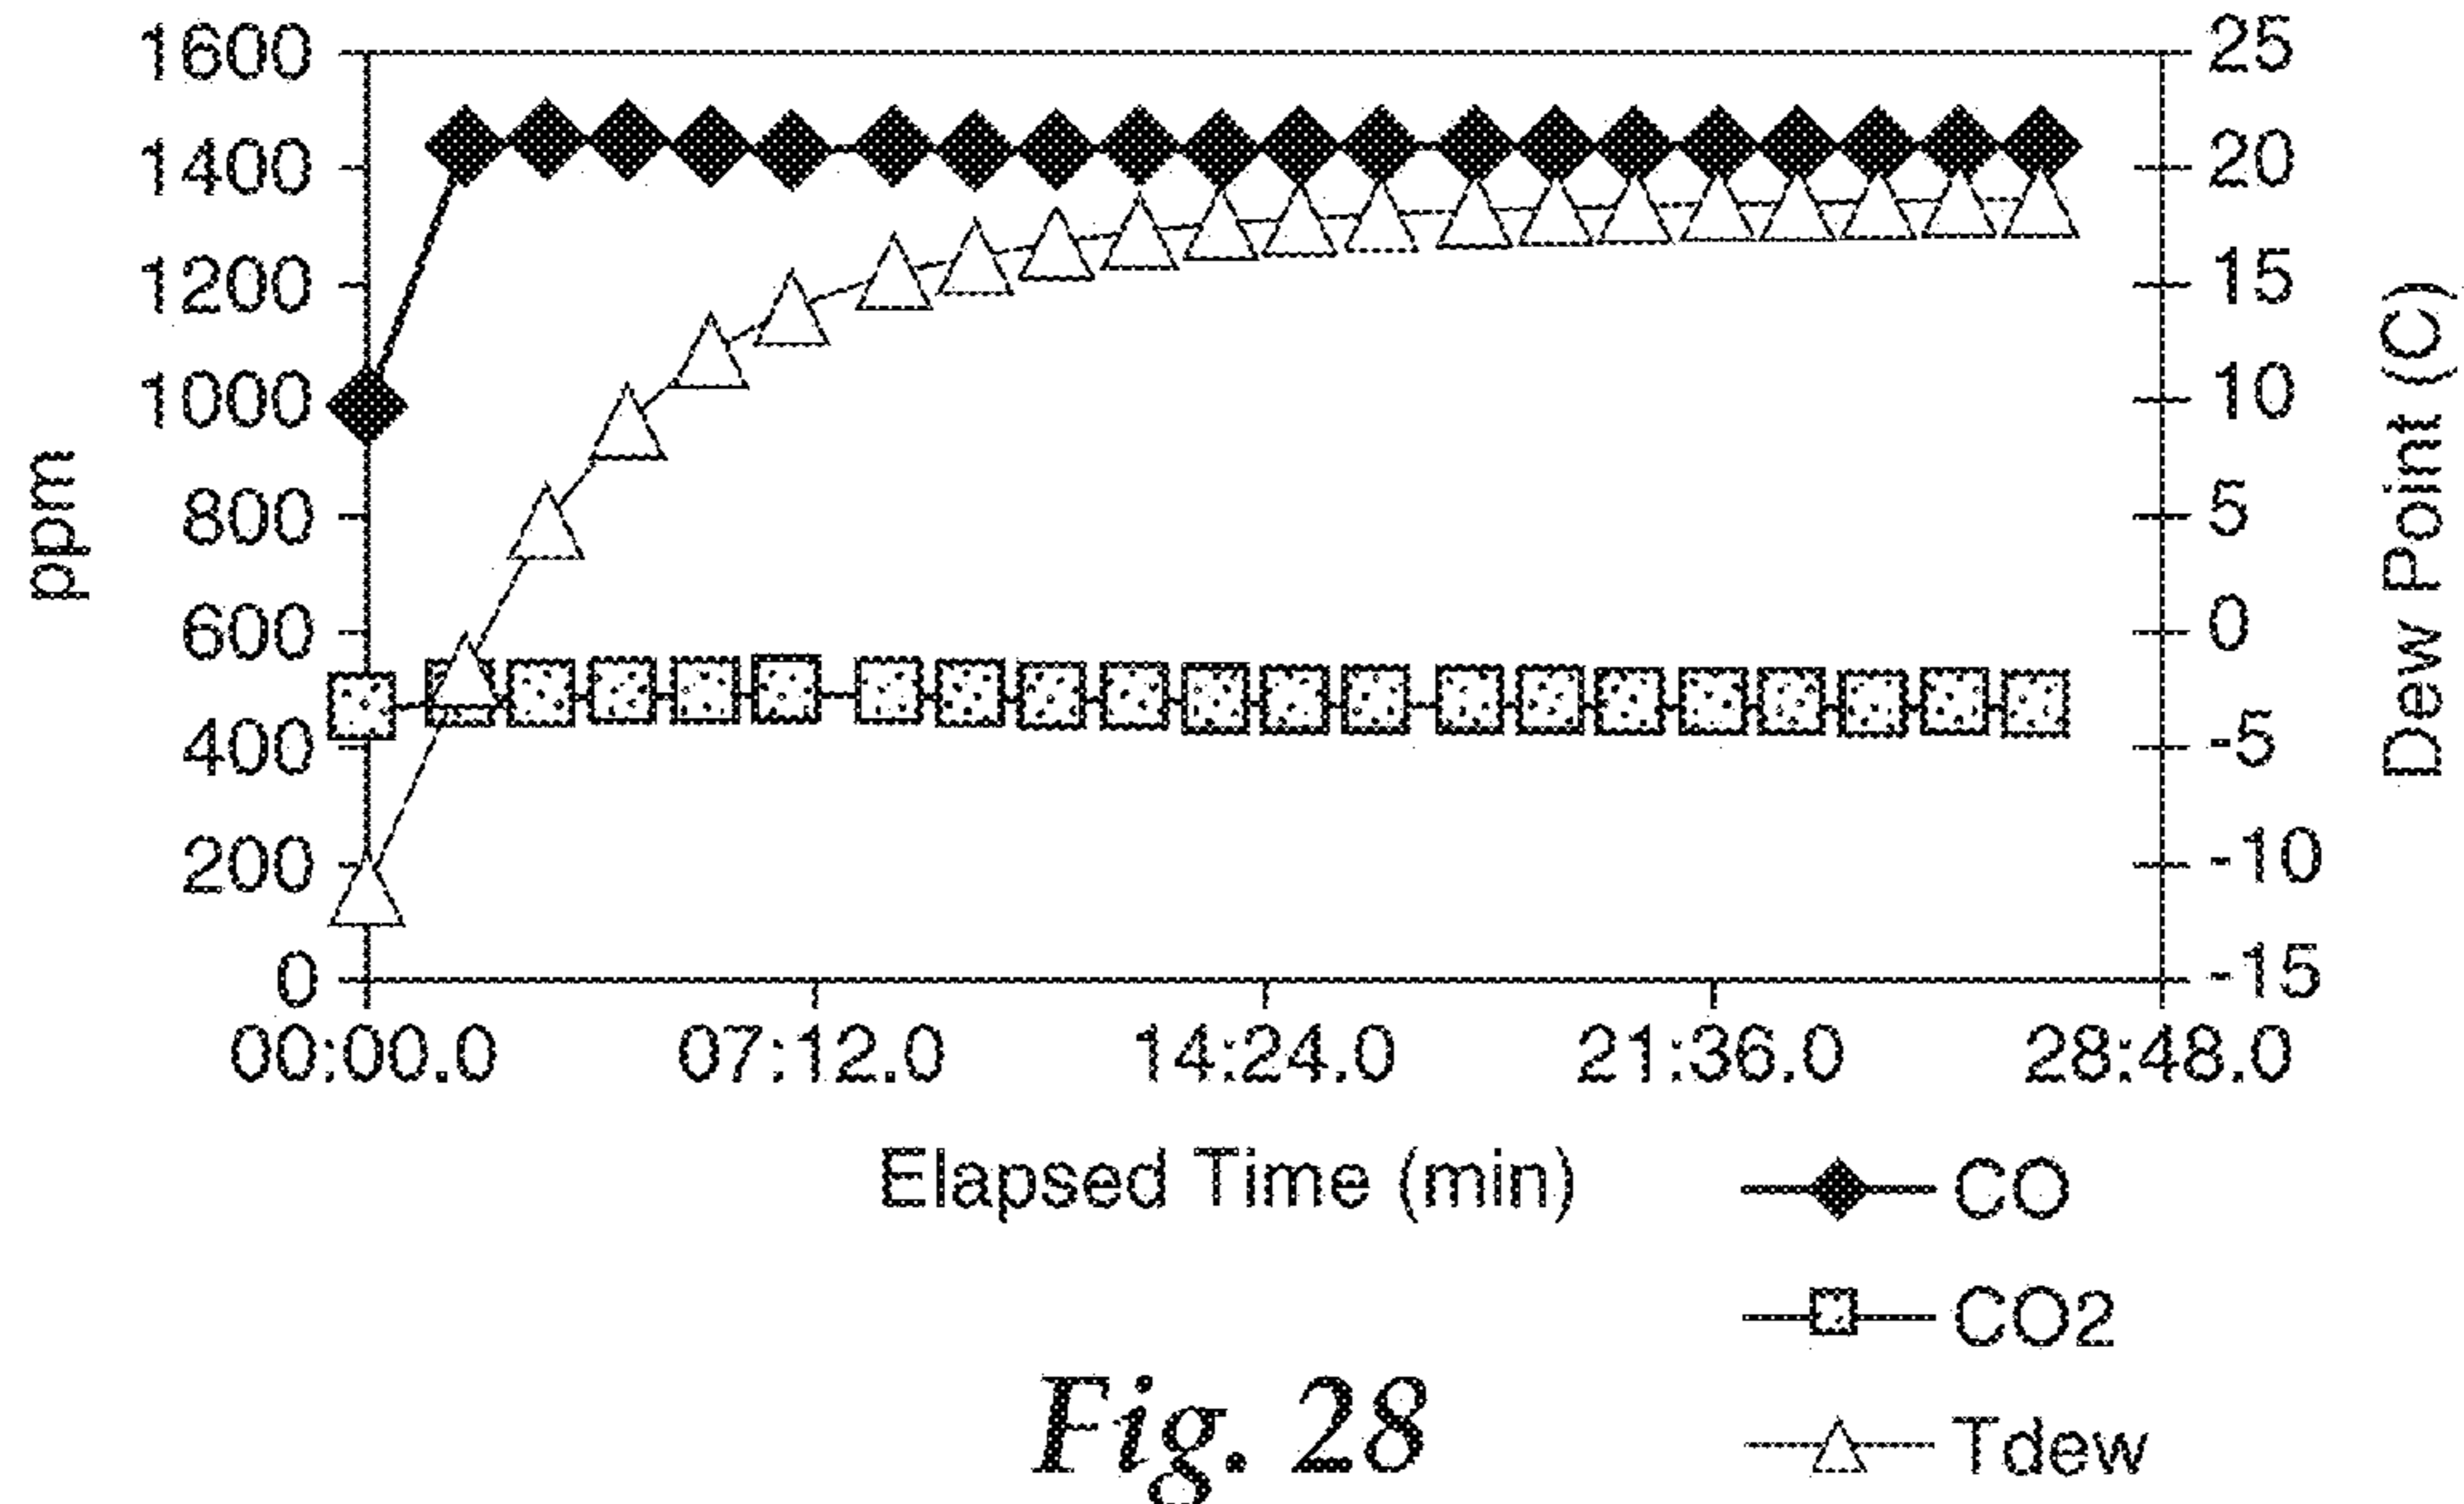 1600
1400
1200
1000
800
600
400
200
0
ppm
25
20
15
10
5
0
-5
-10
-15
Dew Point (C)
00:00.0 07:12.0 14:24.0 21:36.0 28:48.0
Elapsed Time (min)
CO
CO2
Tdew
Fig. 28